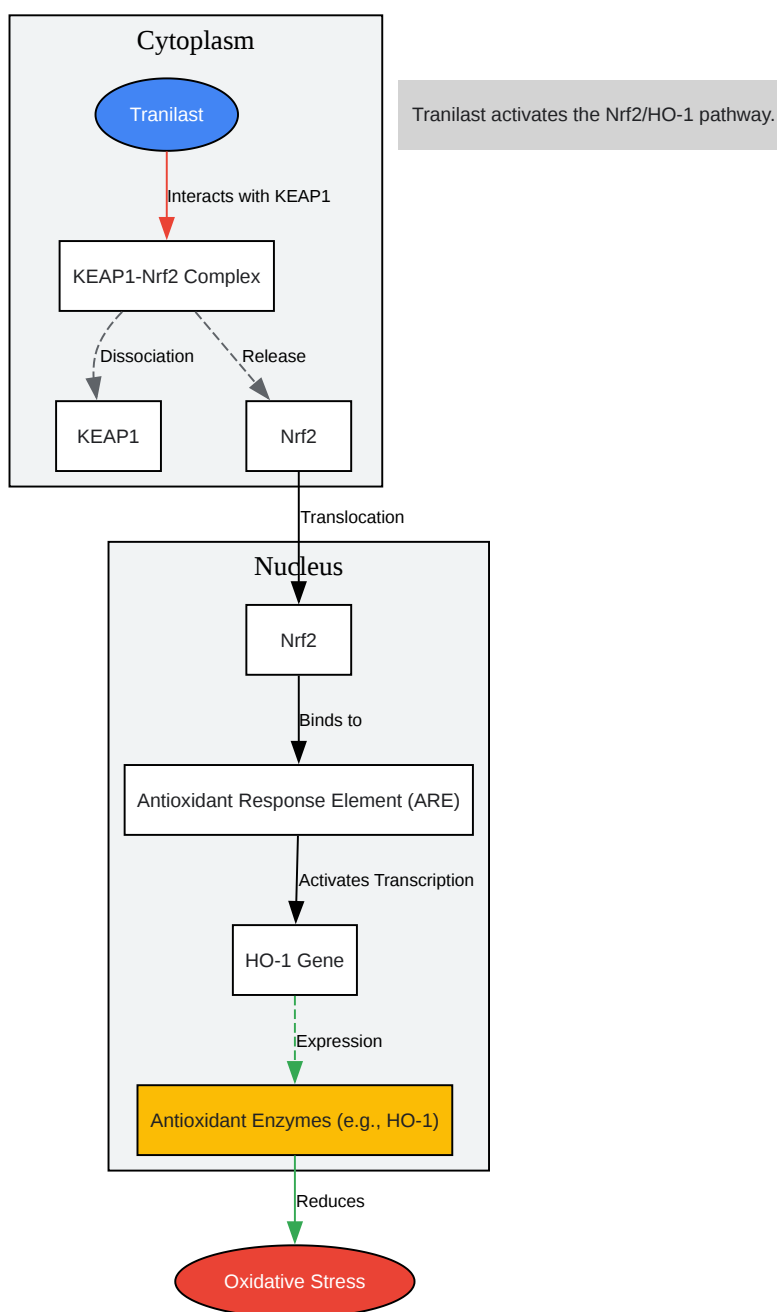 Cytoplasm
Tranilast
Tranilast activates the Nrf2/HO-1 pathway.
Interacts with KEAP1
KEAP1-Nrf2 Complex
Dissociation
Release
KEAP1
Nrf2
Translocation
Nucleus
Nrf2
Binds to
Antioxidant Response Element (ARE)
Activates Transcription
HO-1 Gene
Expression
Antioxidant Enzymes (e.g., HO-1)
Reduces
Oxidative Stress